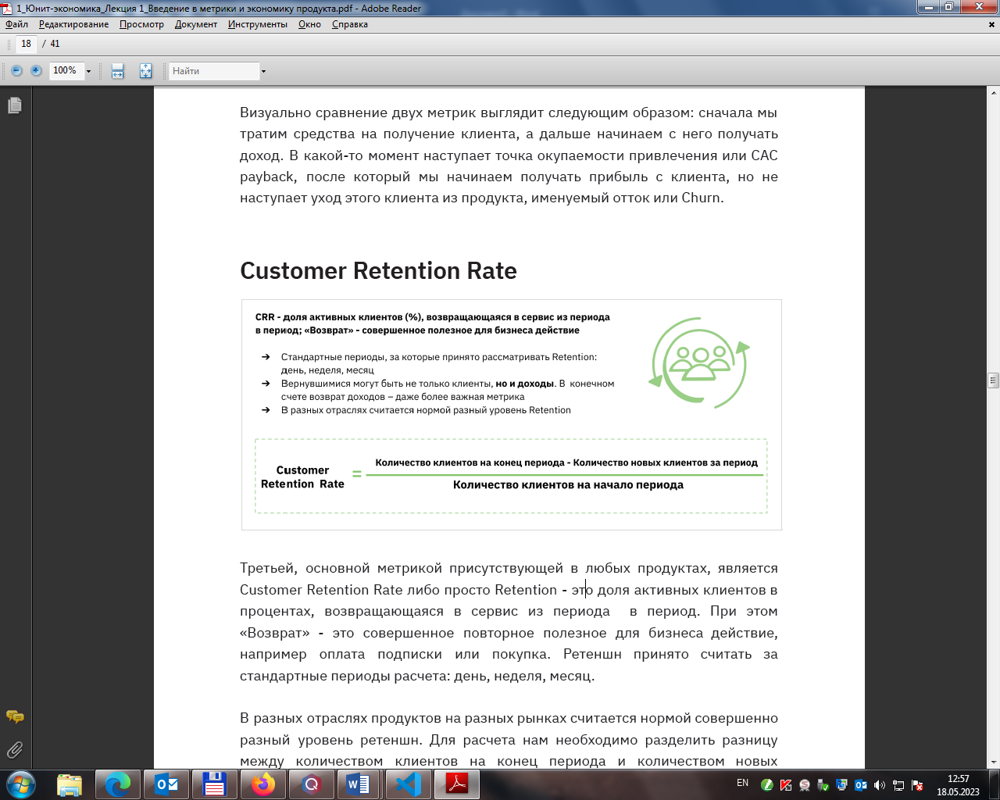 1_Юнит-экономика_Лекция 1_Введение в метрики и экономику продукта.pdf - Adobe Reader
Файл Редактирование Просмотр Документ Инструменты Окно Справка
18 / 41
100% Найти
Визуально сравнение двух метрик выглядит следующим образом: сначала мы
тратим средства на получение клиента, а дальше начинаем с него получать
доход. В какой-то момент наступает точка окупаемости привлечения или CAC
payback, после который мы начинаем получать прибыль с клиента, но не
наступает уход этого клиента из продукта, именуемый отток или Churn.
Customer Retention Rate
CRR - доля активных клиентов (%), возвращающаяся в сервис из периода
в период; «Возврат» - совершенное полезное для бизнеса действие
➔ Стандартные периоды, за которые принято рассматривать Retention:
день, неделя, месяц
➔ Вернувшимися могут быть не только клиенты, но и доходы. В конечном
счете возврат доходов – даже более важная метрика
➔ В разных отраслях считается нормой разный уровень Retention
Customer
Retention Rate
=
Количество клиентов на конец периода - Количество новых клиентов за период
Количество клиентов на начало периода
Третьей, основной метрикой присутствующей в любых продуктах, является
Customer Retention Rate либо просто Retention - это доля активных клиентов в
процентах, возвращающаяся в сервис из периода в период. При этом
«Возврат» - это совершенное повторное полезное для бизнеса действие,
например оплата подписки или покупка. Ретеншн принято считать за
стандартные периоды расчета: день, неделя, месяц.
В разных отраслях продуктов на разных рынках считается нормой совершенно
разный уровень ретеншн. Для расчета нам необходимо разделить разницу
между количеством клиентов на конец периода и количеством новых
EN
12:57
18.05.2023